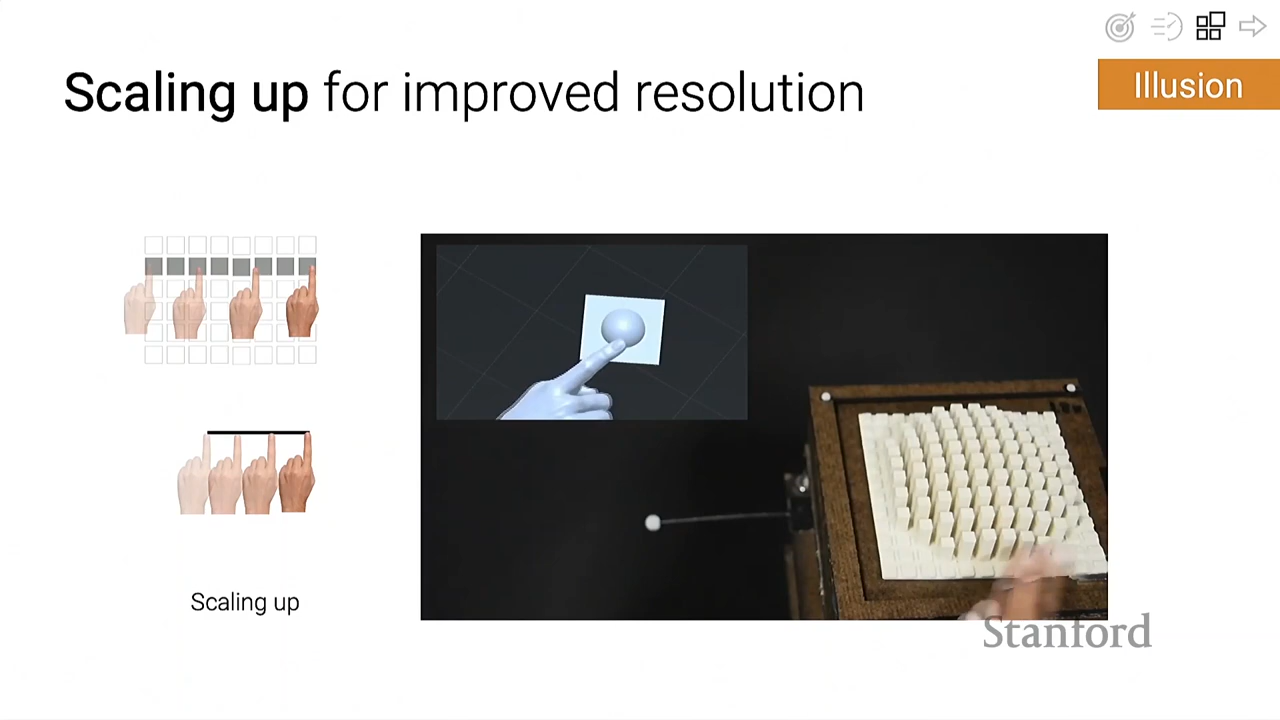 Scaling up for improved resolution
Illusion
Scaling up
Stanford